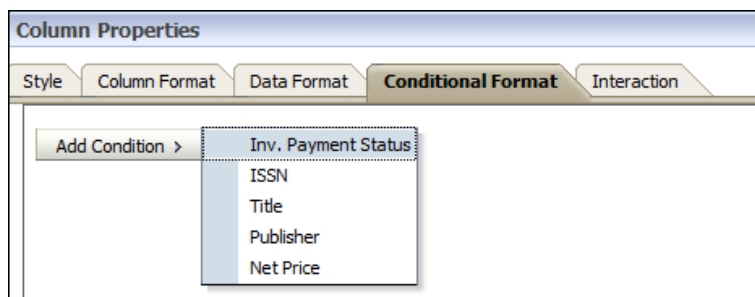 Column Properties
Style Column Format Data Format Conditional Format Interaction
Add Condition > Inv. Payment Status
ISSN
Title
Publisher
Net Price